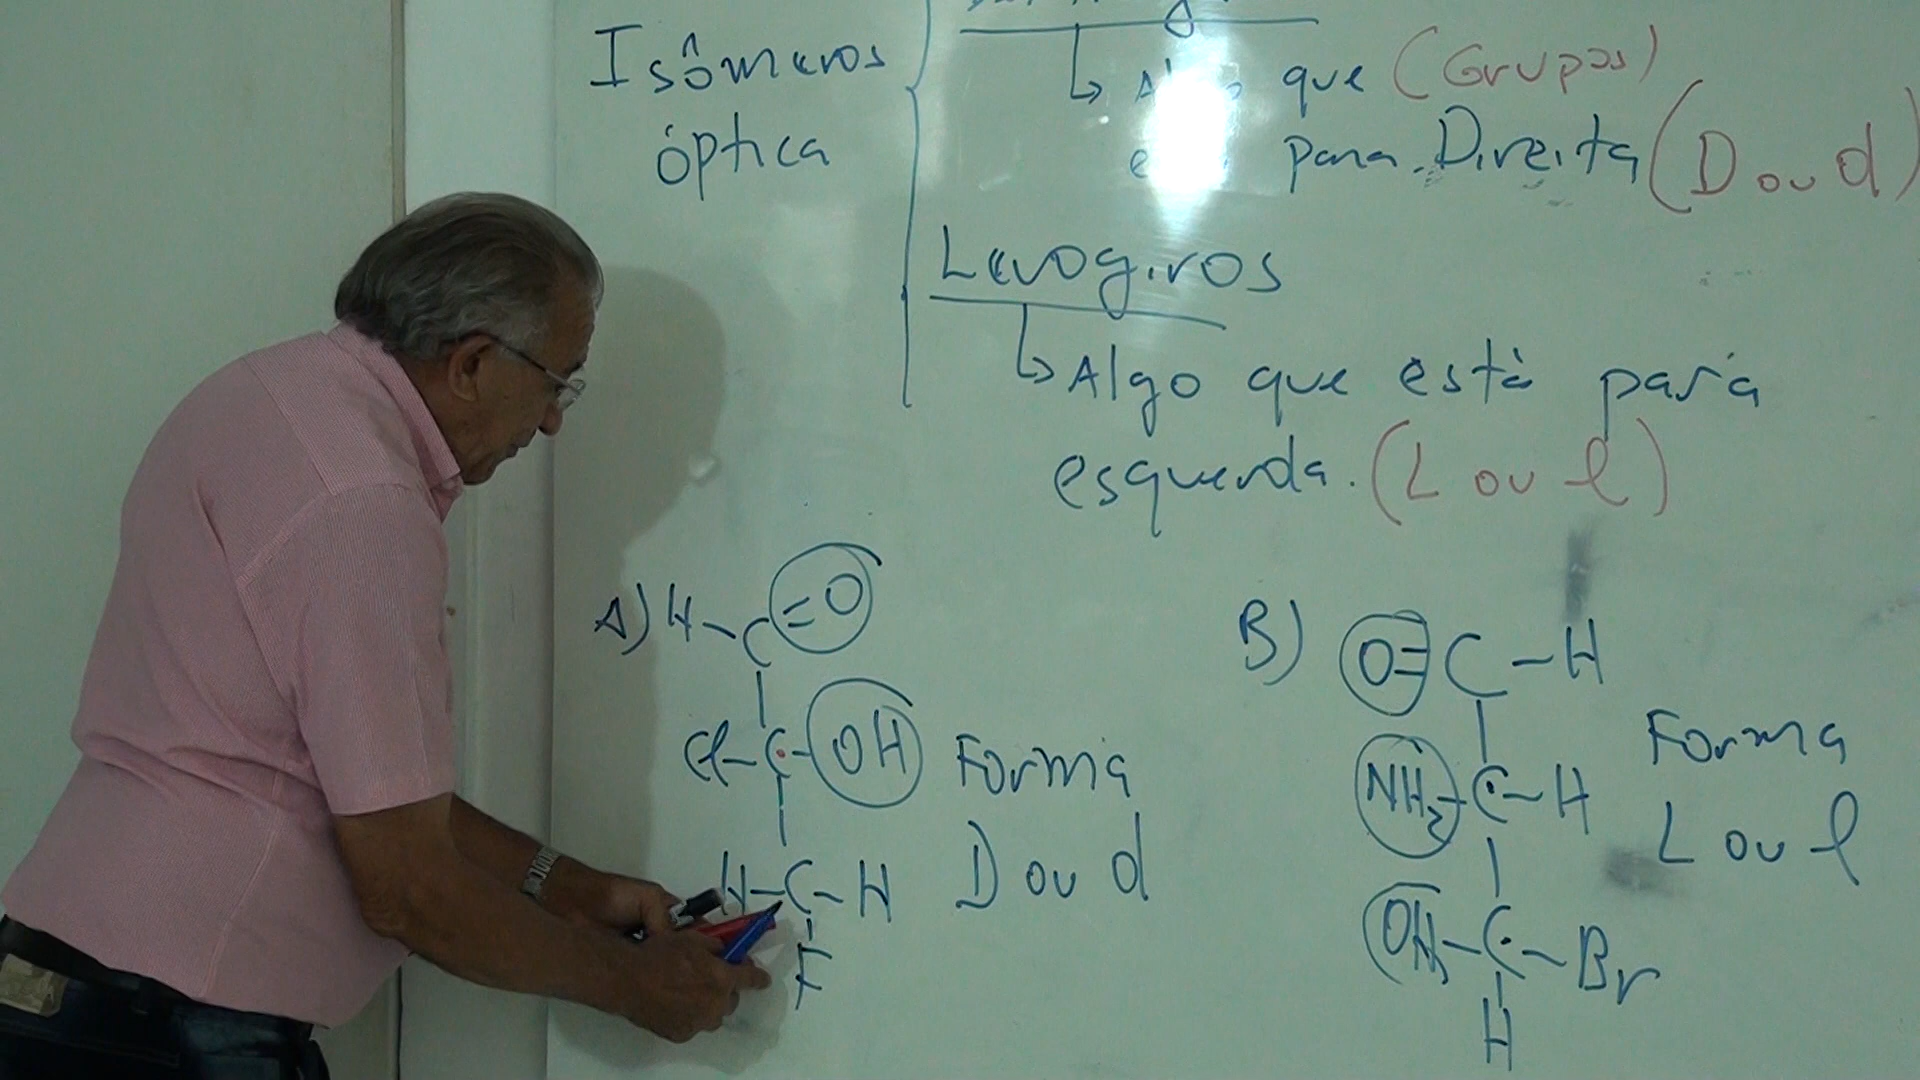 Isômeros
óptica
que (Grupos)
para Direita (D ou d)
Levogiros
Algo que está para
esquerda. (L ou l)
A) H-C=O
Cl-C-OH Forma
D ou d
H-C-H
F
B) O=C-H
Forma
NH2-C-H
L ou l
OH-C-Br
H